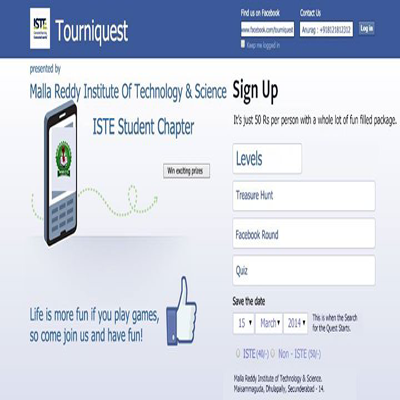 ISTE
Tourniquest
Find us on Facebook
Contact Us
www.facebook.com/tourniquest
Anurag : +918121812312
Log in
Keep me logged in
presented by
Malla Reddy Institute Of Technology & Science
ISTE Student Chapter
Win exciting prizes
Life is more fun if you play games,
so come join us and have fun!
Sign Up
It's just 50 Rs per person with a whole lot of fun filled package.
Levels
Treasure Hunt
Facebook Round
Quiz
Save the date
15 March 2014
This is when the Search
for the Quest Starts.
ISTE (40/-) Non - ISTE (50/-)
Malla Reddy Institute of Technology & Science.
Maisammaguda, Dhulapally, Secunderabad - 14.